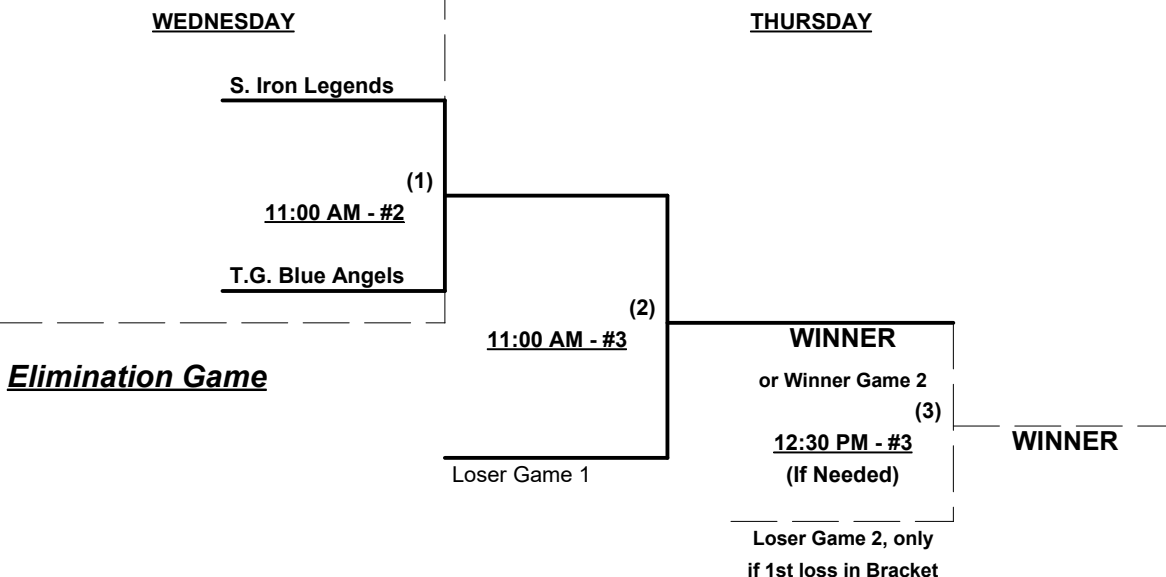 WEDNESDAY
THURSDAY
S. Iron Legends
(1)
11:00 AM - #2
T.G. Blue Angels
(2)
11:00 AM - #3
WINNER
Elimination Game
or Winner Game 2
(3)
12:30 PM - #3
WINNER
Loser Game 1
(If Needed)
Loser Game 2, only
if 1st loss in Bracket